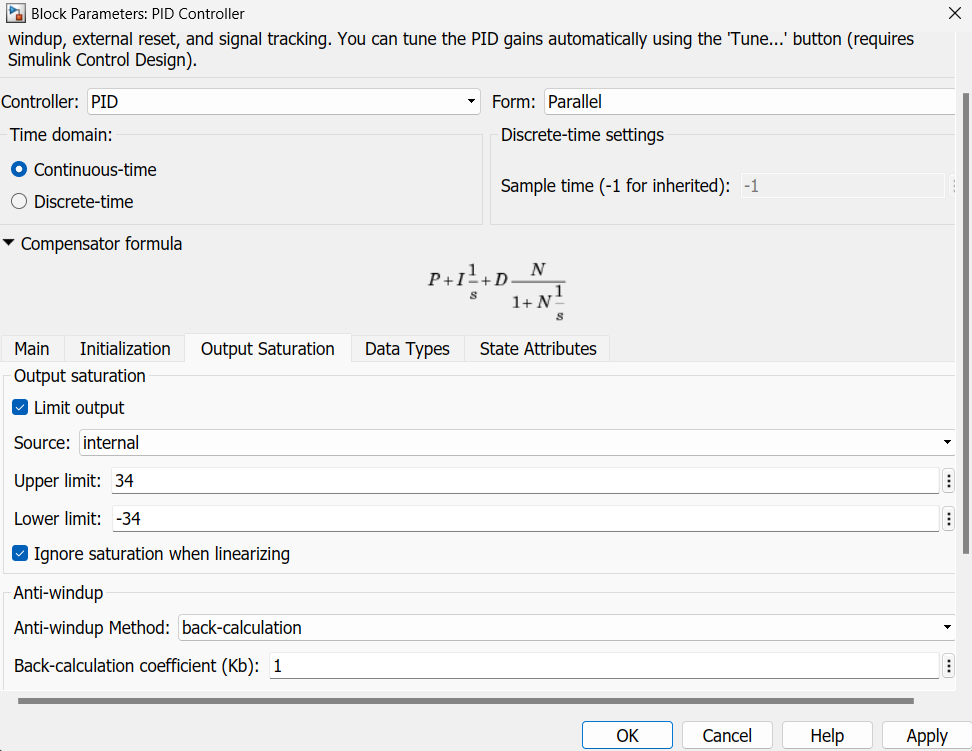 Block Parameters: PID Controller
windup, external reset, and signal tracking. You can tune the PID gains automatically using the 'Tune...' button (requires
Simulink Control Design).
Controller: PID Form: Parallel
Time domain: Discrete-time settings
Continuous-time
Sample time (-1 for inherited): -1
Discrete-time
Compensator formula
P + I 1/s + D N/(1 + N 1/s)
Main Initialization Output Saturation Data Types State Attributes
Output saturation
Limit output
Source: internal
Upper limit: 34
Lower limit: -34
Ignore saturation when linearizing
Anti-windup
Anti-windup Method: back-calculation
Back-calculation coefficient (Kb): 1
OK Cancel Help Apply